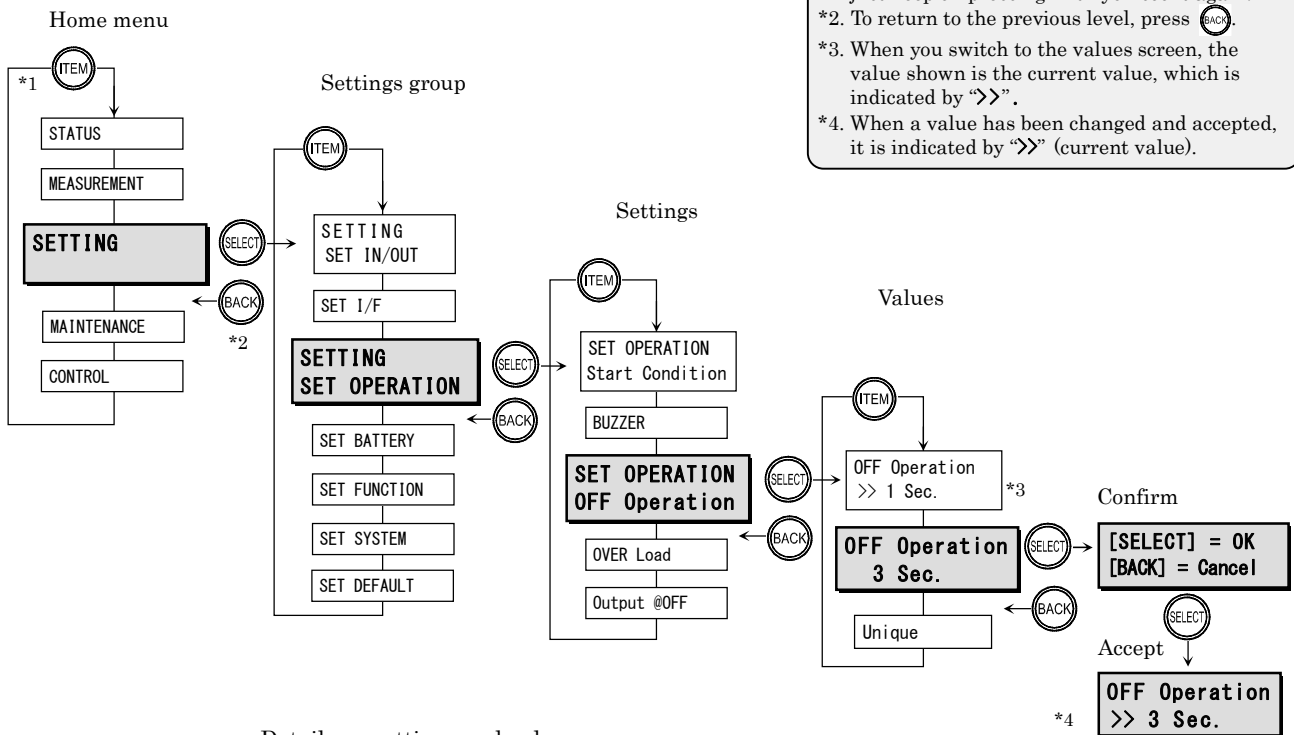 *2. To return to the previous level, press BACK.
*3. When you switch to the values screen, the
value shown is the current value, which is
indicated by “>>”.
*4. When a value has been changed and accepted,
it is indicated by “>>” (current value).
Home menu
ITEM
*1
STATUS
MEASUREMENT
SETTING
SELECT
BACK
*2
MAINTENANCE
CONTROL
Settings group
ITEM
SETTING
SET IN/OUT
SET I/F
SETTING
SET OPERATION
SELECT
BACK
SET BATTERY
SET FUNCTION
SET SYSTEM
SET DEFAULT
Settings
ITEM
SET OPERATION
Start Condition
BUZZER
SET OPERATION
OFF Operation
SELECT
BACK
OVER Load
Output @OFF
Values
ITEM
OFF Operation
>> 1 Sec.
*3
OFF Operation
3 Sec.
SELECT
BACK
Unique
Confirm
[SELECT] = OK
[BACK] = Cancel
SELECT
Accept
OFF Operation
>> 3 Sec.
*4